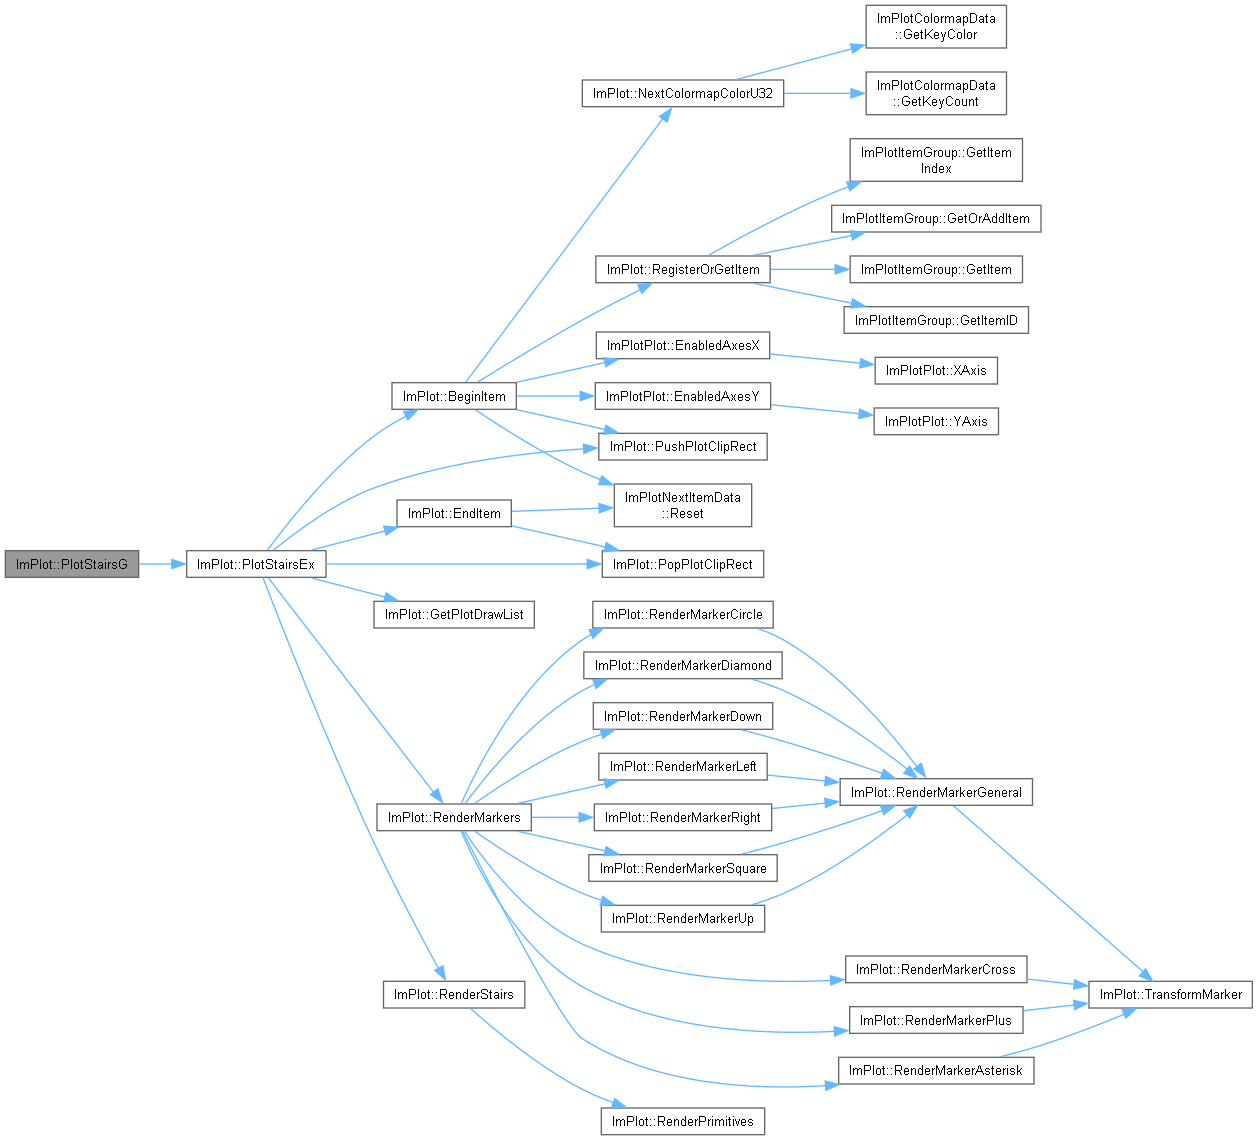 ImPlotColormapData
::GetKeyColor
ImPlot::NextColormapColorU32
ImPlotColormapData
::GetKeyCount
ImPlotItemGroup::GetItem
Index
ImPlotItemGroup::GetOrAddItem
ImPlot::RegisterOrGetItem
ImPlotItemGroup::GetItem
ImPlotItemGroup::GetItemID
ImPlotPlot::EnabledAxesX
ImPlotPlot::XAxis
ImPlot::BeginItem
ImPlotPlot::EnabledAxesY
ImPlotPlot::YAxis
ImPlot::PushPlotClipRect
ImPlotNextItemData
::Reset
ImPlot::EndItem
ImPlot::PlotStairsG
ImPlot::PlotStairsEx
ImPlot::PopPlotClipRect
ImPlot::GetPlotDrawList
ImPlot::RenderMarkerCircle
ImPlot::RenderMarkerDiamond
ImPlot::RenderMarkerDown
ImPlot::RenderMarkerLeft
ImPlot::RenderMarkerGeneral
ImPlot::RenderMarkers
ImPlot::RenderMarkerRight
ImPlot::RenderMarkerSquare
ImPlot::RenderMarkerUp
ImPlot::RenderMarkerCross
ImPlot::RenderStairs
ImPlot::TransformMarker
ImPlot::RenderMarkerPlus
ImPlot::RenderMarkerAsterisk
ImPlot::RenderPrimitives